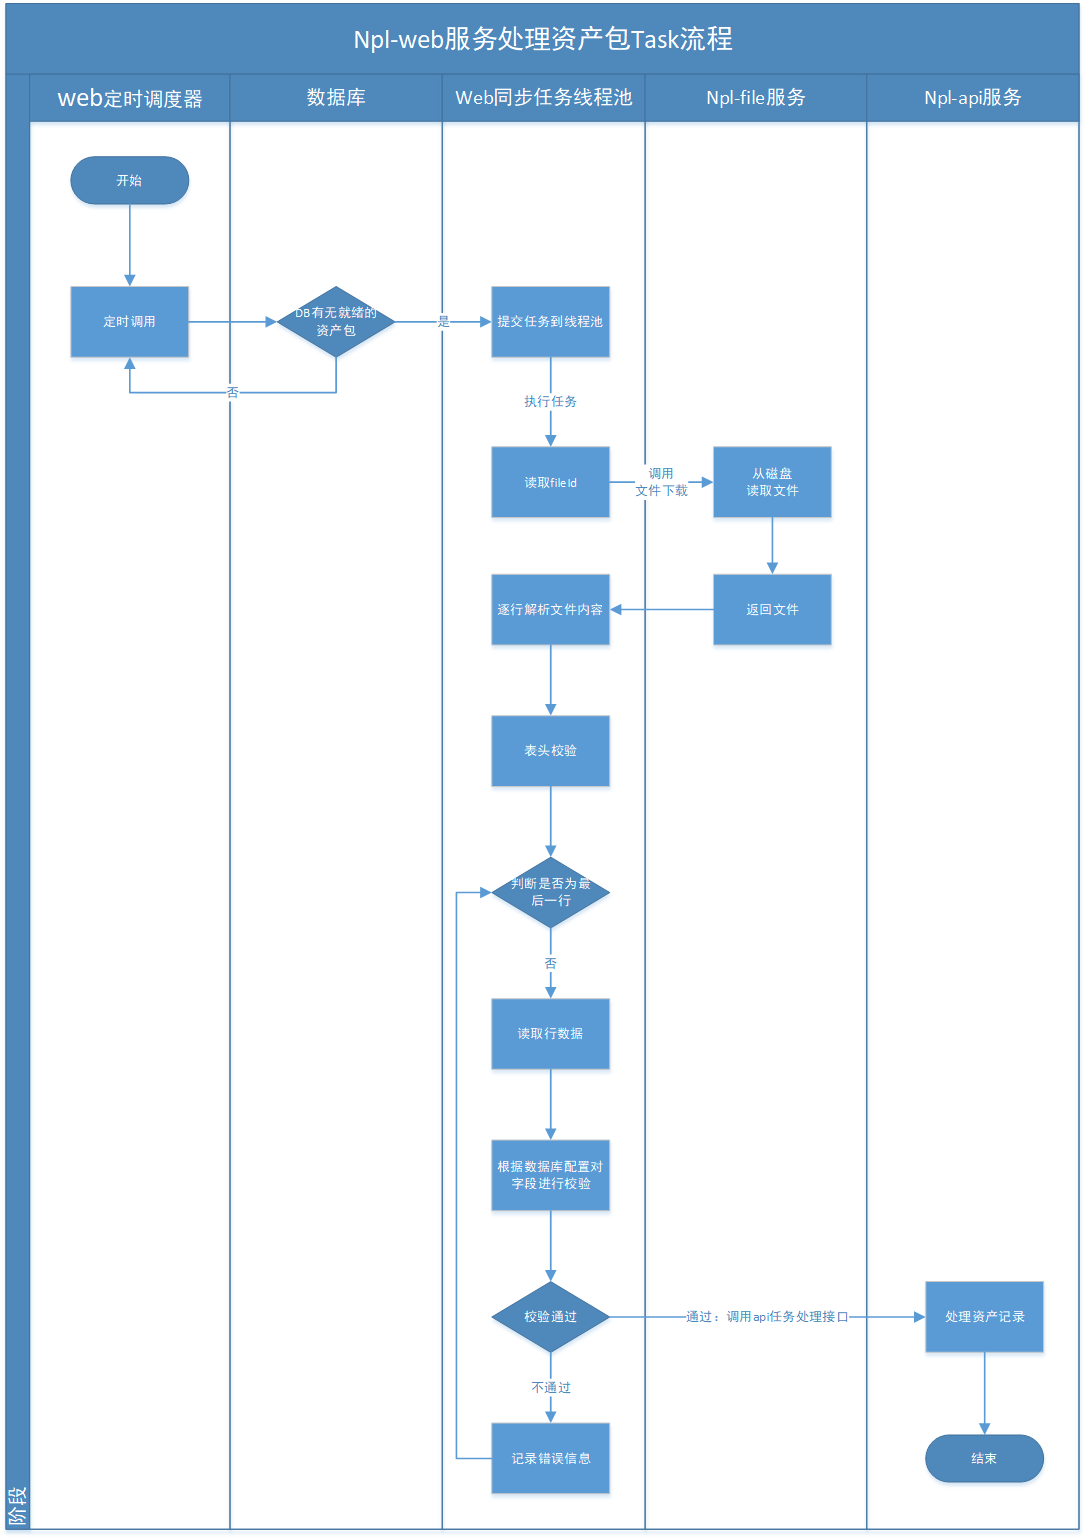 Npl-web服务处理资产包Task流程
web定时调度器
数据库
Web同步任务线程池
Npl-file服务
Npl-api服务
开始
定时调用
DB有无就绪的
资产包
是
提交任务到线程池
否
执行任务
读取fileId
调用
文件下载
从磁盘
读取文件
逐行解析文件内容
返回文件
表头校验
判断是否为最
后一行
否
读取行数据
根据数据库配置对
字段进行校验
校验通过
通过：调用api任务处理接口
处理资产记录
不通过
记录错误信息
结束
阶段